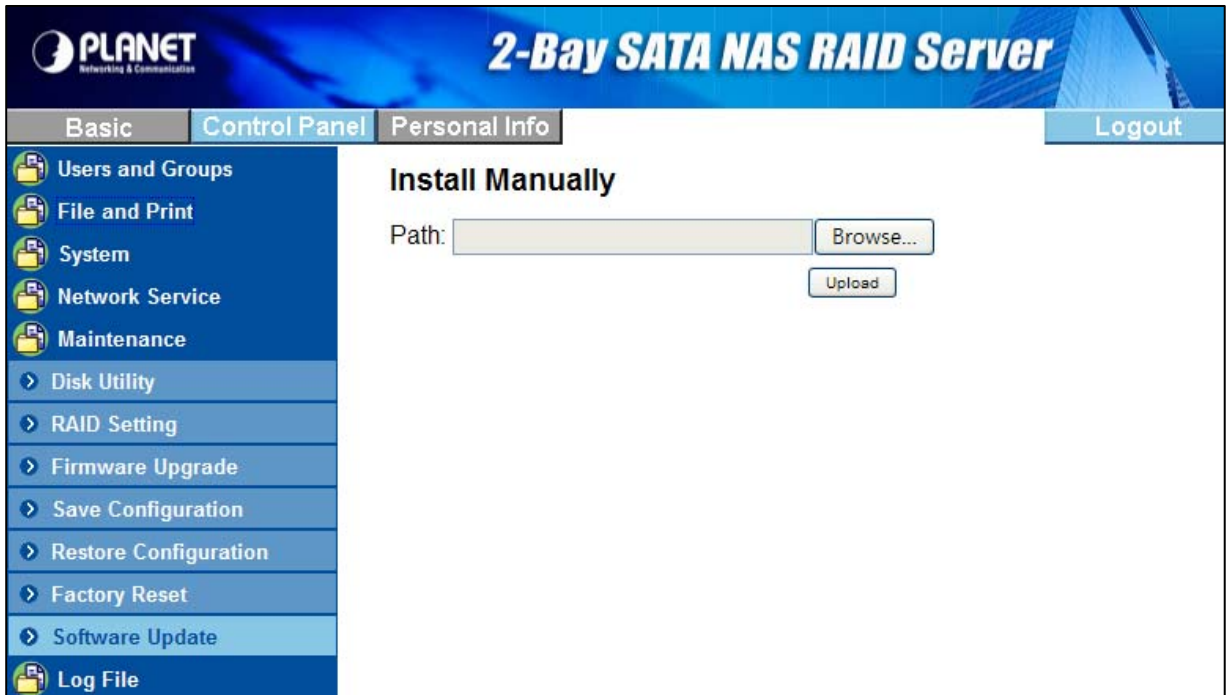 PLANET
Networking & Communication
2-Bay SATA NAS RAID Server
Basic
Control Panel
Personal Info
Logout
Users and Groups
File and Print
System
Network Service
Maintenance
Disk Utility
RAID Setting
Firmware Upgrade
Save Configuration
Restore Configuration
Factory Reset
Software Update
Log File
Install Manually
Path:
Browse...
Upload